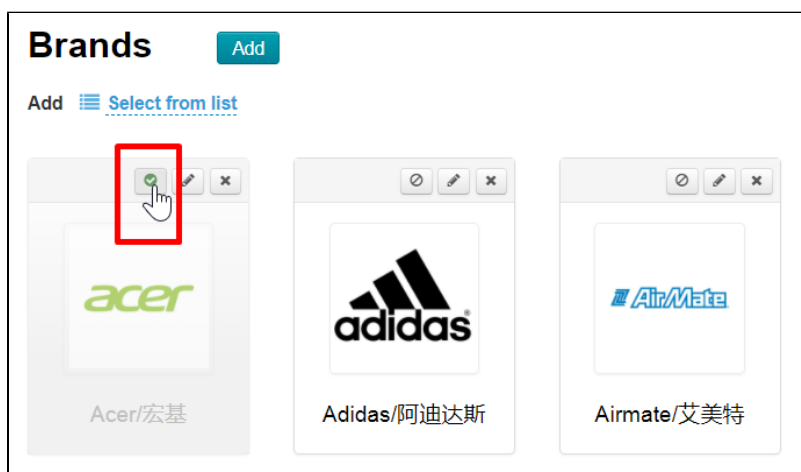 Brands
Add
Add Select from list
acer
adidas
AirMate
Acer/宏基
Adidas/阿迪达斯
Airmate/艾美特